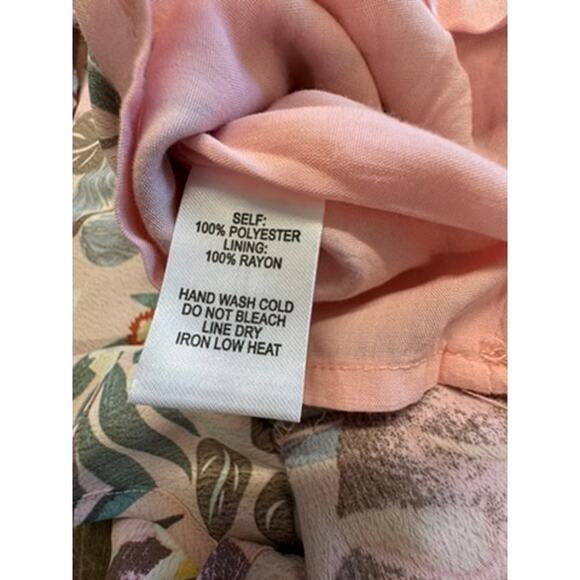 SELF:
100% POLYESTER
LINING:
100% RAYON
HAND WASH COLD
DO NOT BLEACH
LINE DRY
IRON LOW HEAT